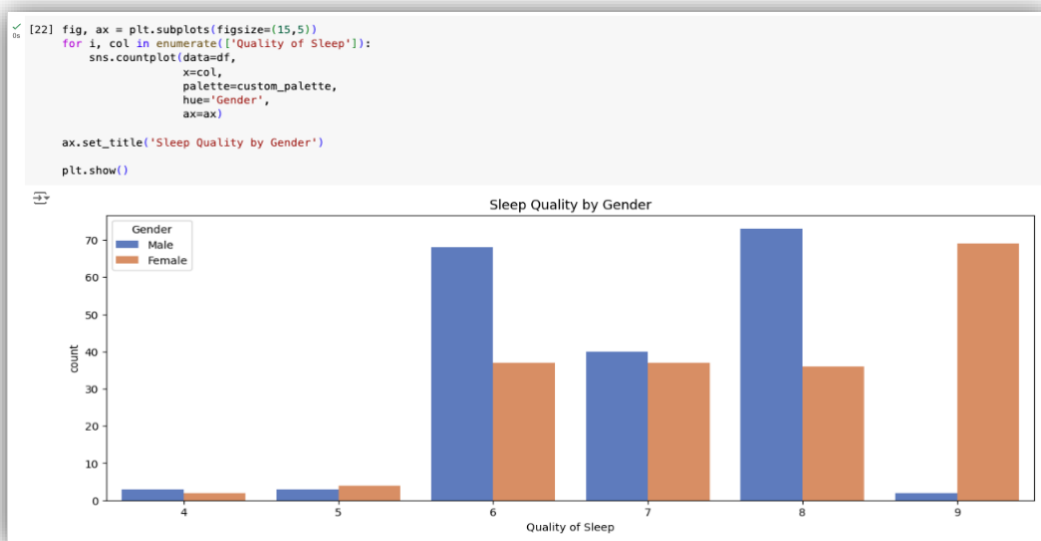 [22] fig, ax = plt.subplots(figsize=(15,5))
0s
for i, col in enumerate(['Quality of Sleep']):
sns.countplot(data=df,
x=col,
palette=custom_palette,
hue='Gender',
ax=ax)
ax.set_title('Sleep Quality by Gender')
plt.show()
Sleep Quality by Gender
Gender
Male
Female
70
60
50
40
30
20
10
0
count
4 5 6 7 8 9
Quality of Sleep